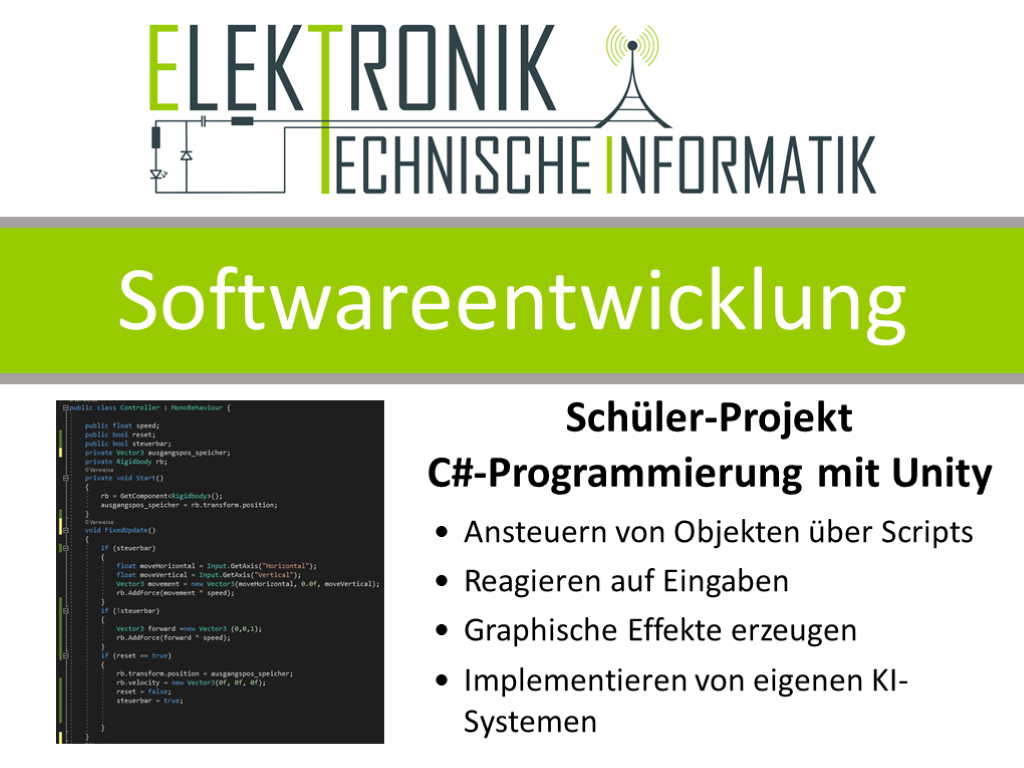 ELEKTRONIK
TECHNISCHE INFORMATIK
Softwareentwicklung
public class Controller : MonoBehaviour {
public float speed;
public bool reset;
public bool steuerbar;
private Vector3 ausgangspos_speicher;
private Rigidbody rb;
0 Verweise
private void Start()
{
rb = GetComponent<Rigidbody>();
ausgangspos_speicher = rb.transform.position;
}
0 Verweise
void FixedUpdate()
{
if (steuerbar)
{
float moveHorizontal = Input.GetAxis("Horizontal");
float moveVertical = Input.GetAxis("Vertical");
Vector3 movement = new Vector3(moveHorizontal, 0.0f, moveVertical);
rb.AddForce(movement * speed);
}
if (!steuerbar)
{
Vector3 forward =new Vector3 (0,0,1);
rb.AddForce(forward * speed);
}
if (reset == true)
{
rb.transform.position = ausgangspos_speicher;
rb.velocity = new Vector3(0f, 0f, 0f);
reset = false;
steuerbar = true;
}
}
Schüler-Projekt
C#-Programmierung mit Unity
• Ansteuern von Objekten über Scripts
• Reagieren auf Eingaben
• Graphische Effekte erzeugen
• Implementieren von eigenen KI-
Systemen